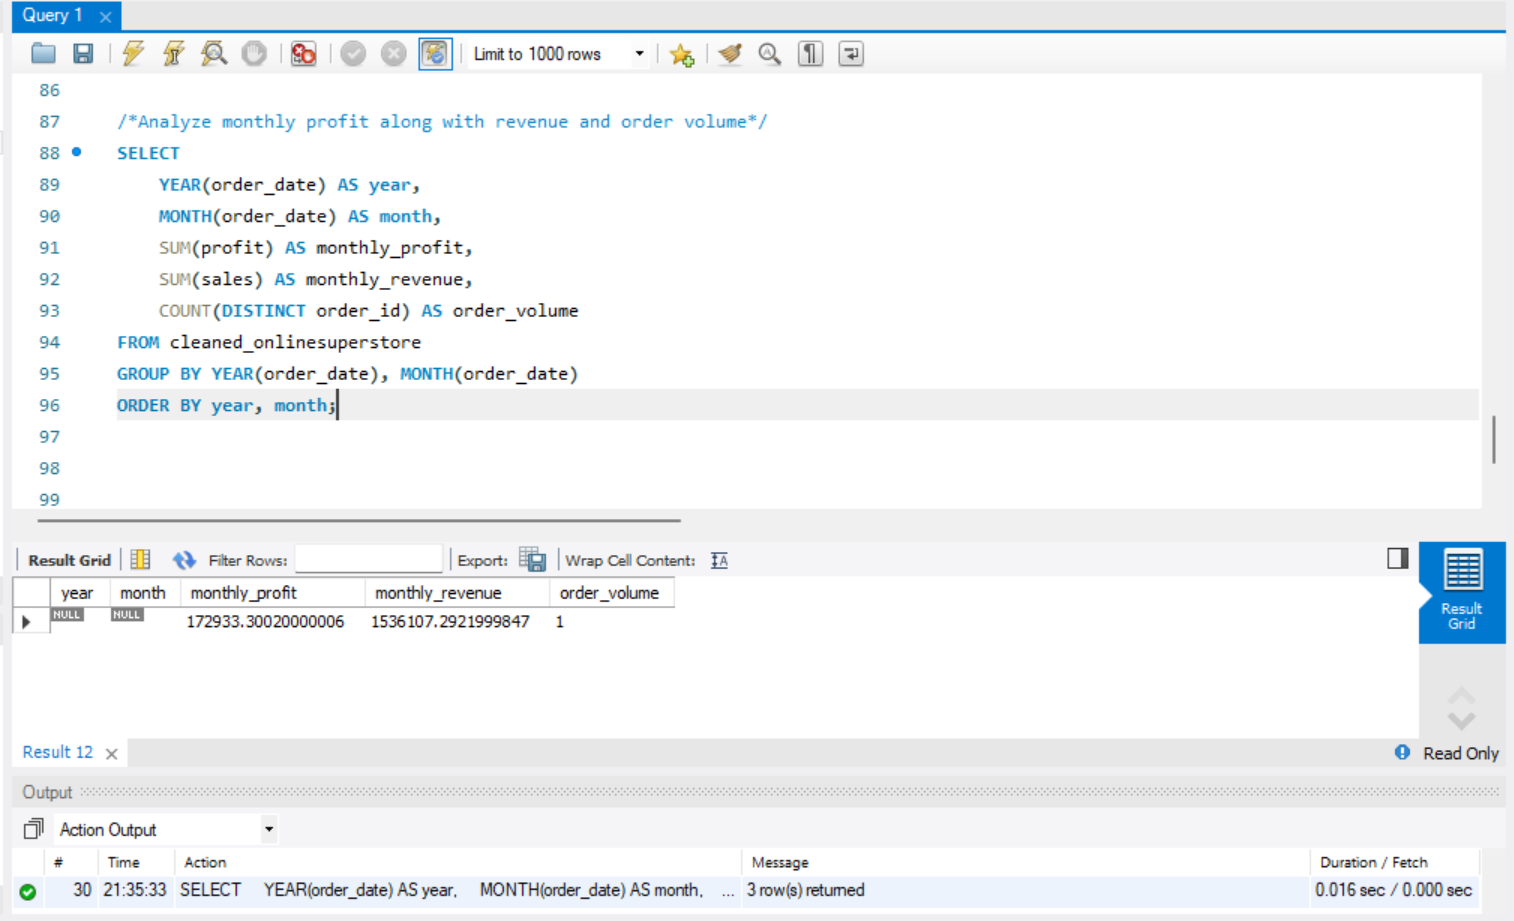 Query 1
Limit to 1000 rows
86
87 /*Analyze monthly profit along with revenue and order volume*/
88 SELECT
89 YEAR(order_date) AS year,
90 MONTH(order_date) AS month,
91 SUM(profit) AS monthly_profit,
92 SUM(sales) AS monthly_revenue,
93 COUNT(DISTINCT order_id) AS order_volume
94 FROM cleaned_onlinesuperstore
95 GROUP BY YEAR(order_date), MONTH(order_date)
96 ORDER BY year, month;
97
98
99
Result Grid Filter Rows: Export: Wrap Cell Content:
year month monthly_profit monthly_revenue order_volume
NULL NULL 172933.30020000006 1536107.2921999847 1
Result
Grid
Result 12 Read Only
Output
Action Output
# Time Action Message Duration / Fetch
30 21:35:33 SELECT YEAR(order_date) AS year, MONTH(order_date) AS month, ... 3 row(s) returned 0.016 sec / 0.000 sec